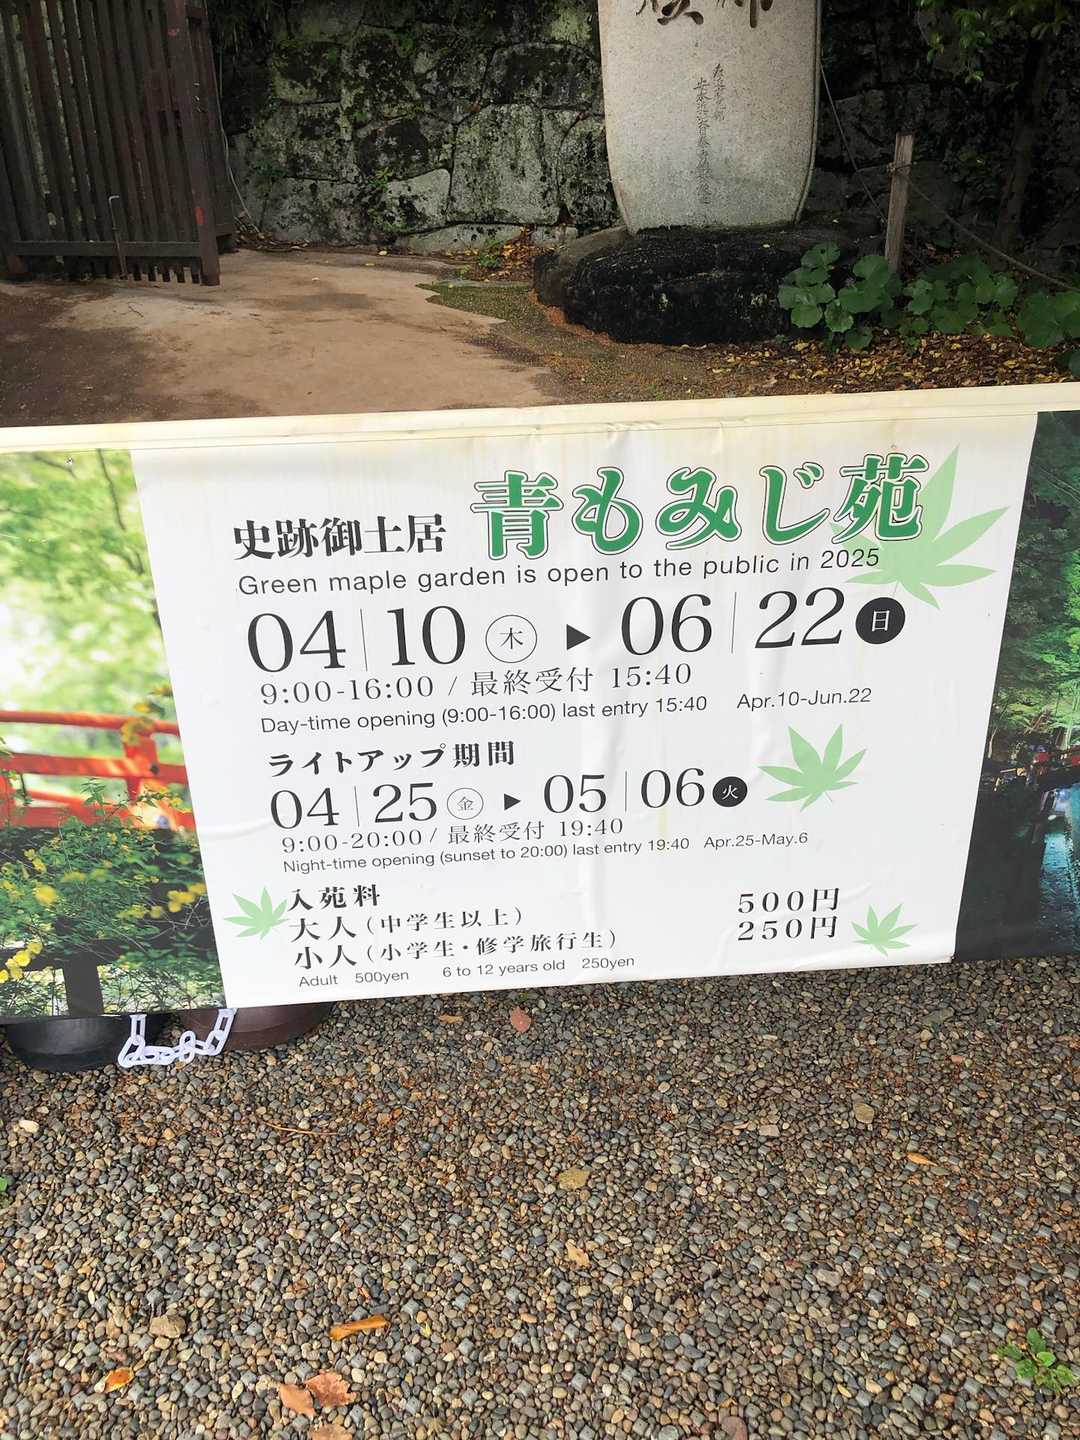 史跡御土居 青もみじ苑
Green maple garden is open to the public in 2025
04 | 10 木 ▶ 06 | 22 日
9:00-16:00 / 最終受付 15:40
Day-time opening (9:00-16:00) last entry 15:40 Apr.10-Jun.22
ライトアップ期間
04 | 25 金 ▶ 05 | 06 火
9:00-20:00 / 最終受付 19:40
Night-time opening (sunset to 20:00) last entry 19:40 Apr.25-May.6
入苑料
大人(中学生以上) 500円
小人(小学生・修学旅行生) 250円
Adult 500yen 6 to 12 years old 250yen